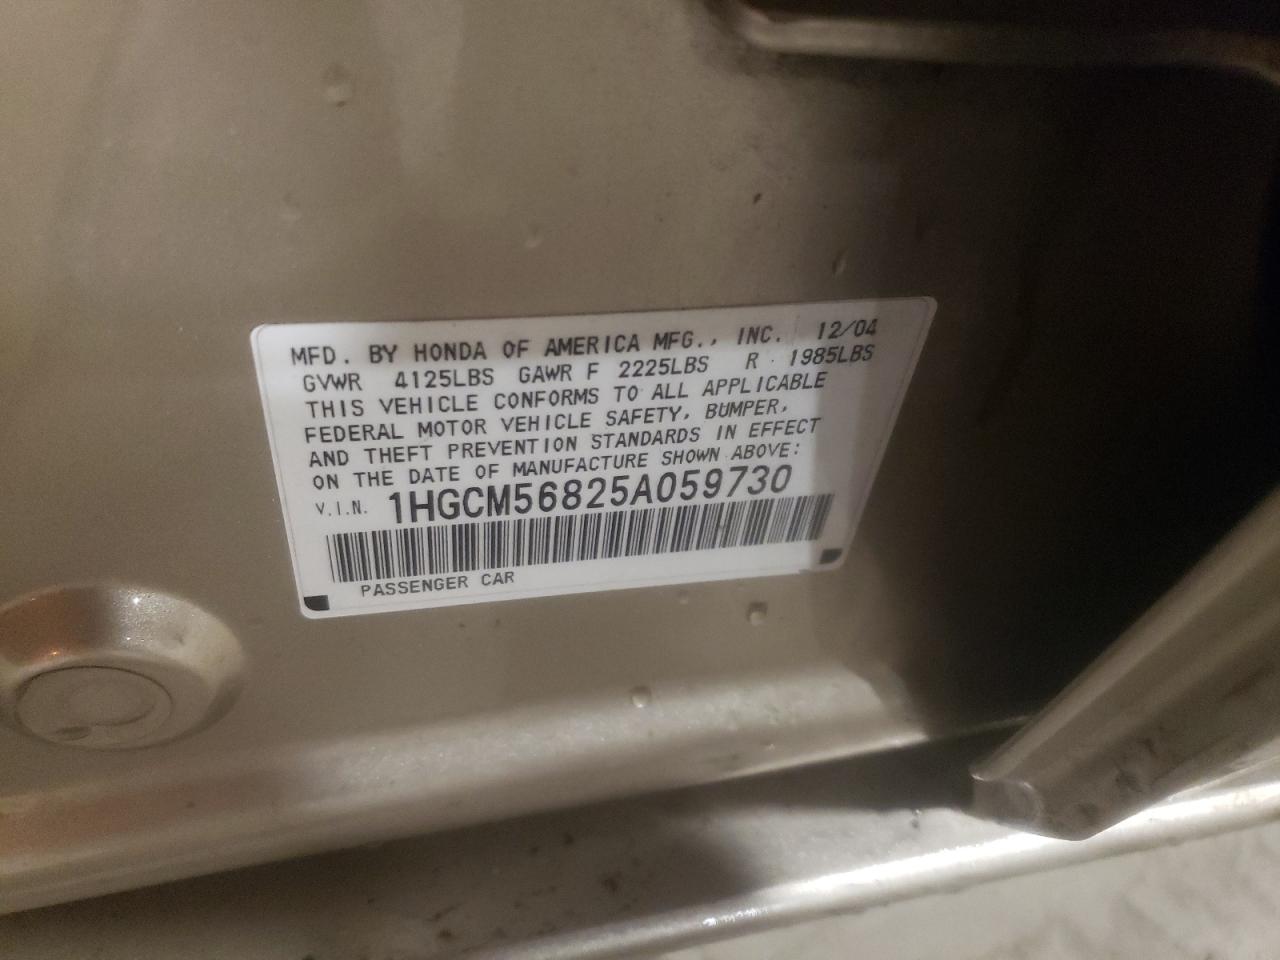 MFD. BY HONDA OF AMERICA MFG., INC. 12/04
GVWR 4125LBS GAWR F 2225LBS R 1985LBS
THIS VEHICLE CONFORMS TO ALL APPLICABLE
FEDERAL MOTOR VEHICLE SAFETY, BUMPER,
AND THEFT PREVENTION STANDARDS IN EFFECT
ON THE DATE OF MANUFACTURE SHOWN ABOVE:
V.I.N. 1HGCM56825A059730
PASSENGER CAR